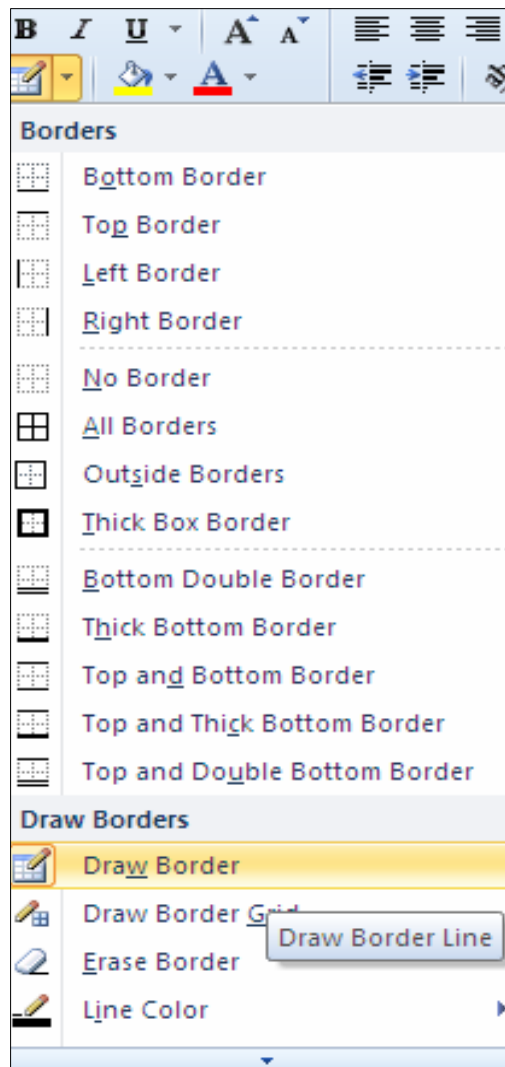 B I U A A
A
Borders
Bottom Border
Top Border
Left Border
Right Border
No Border
All Borders
Outside Borders
Thick Box Border
Bottom Double Border
Thick Bottom Border
Top and Bottom Border
Top and Thick Bottom Border
Top and Double Bottom Border
Draw Borders
Draw Border
Draw Border Grid
Draw Border Line
Erase Border
Line Color